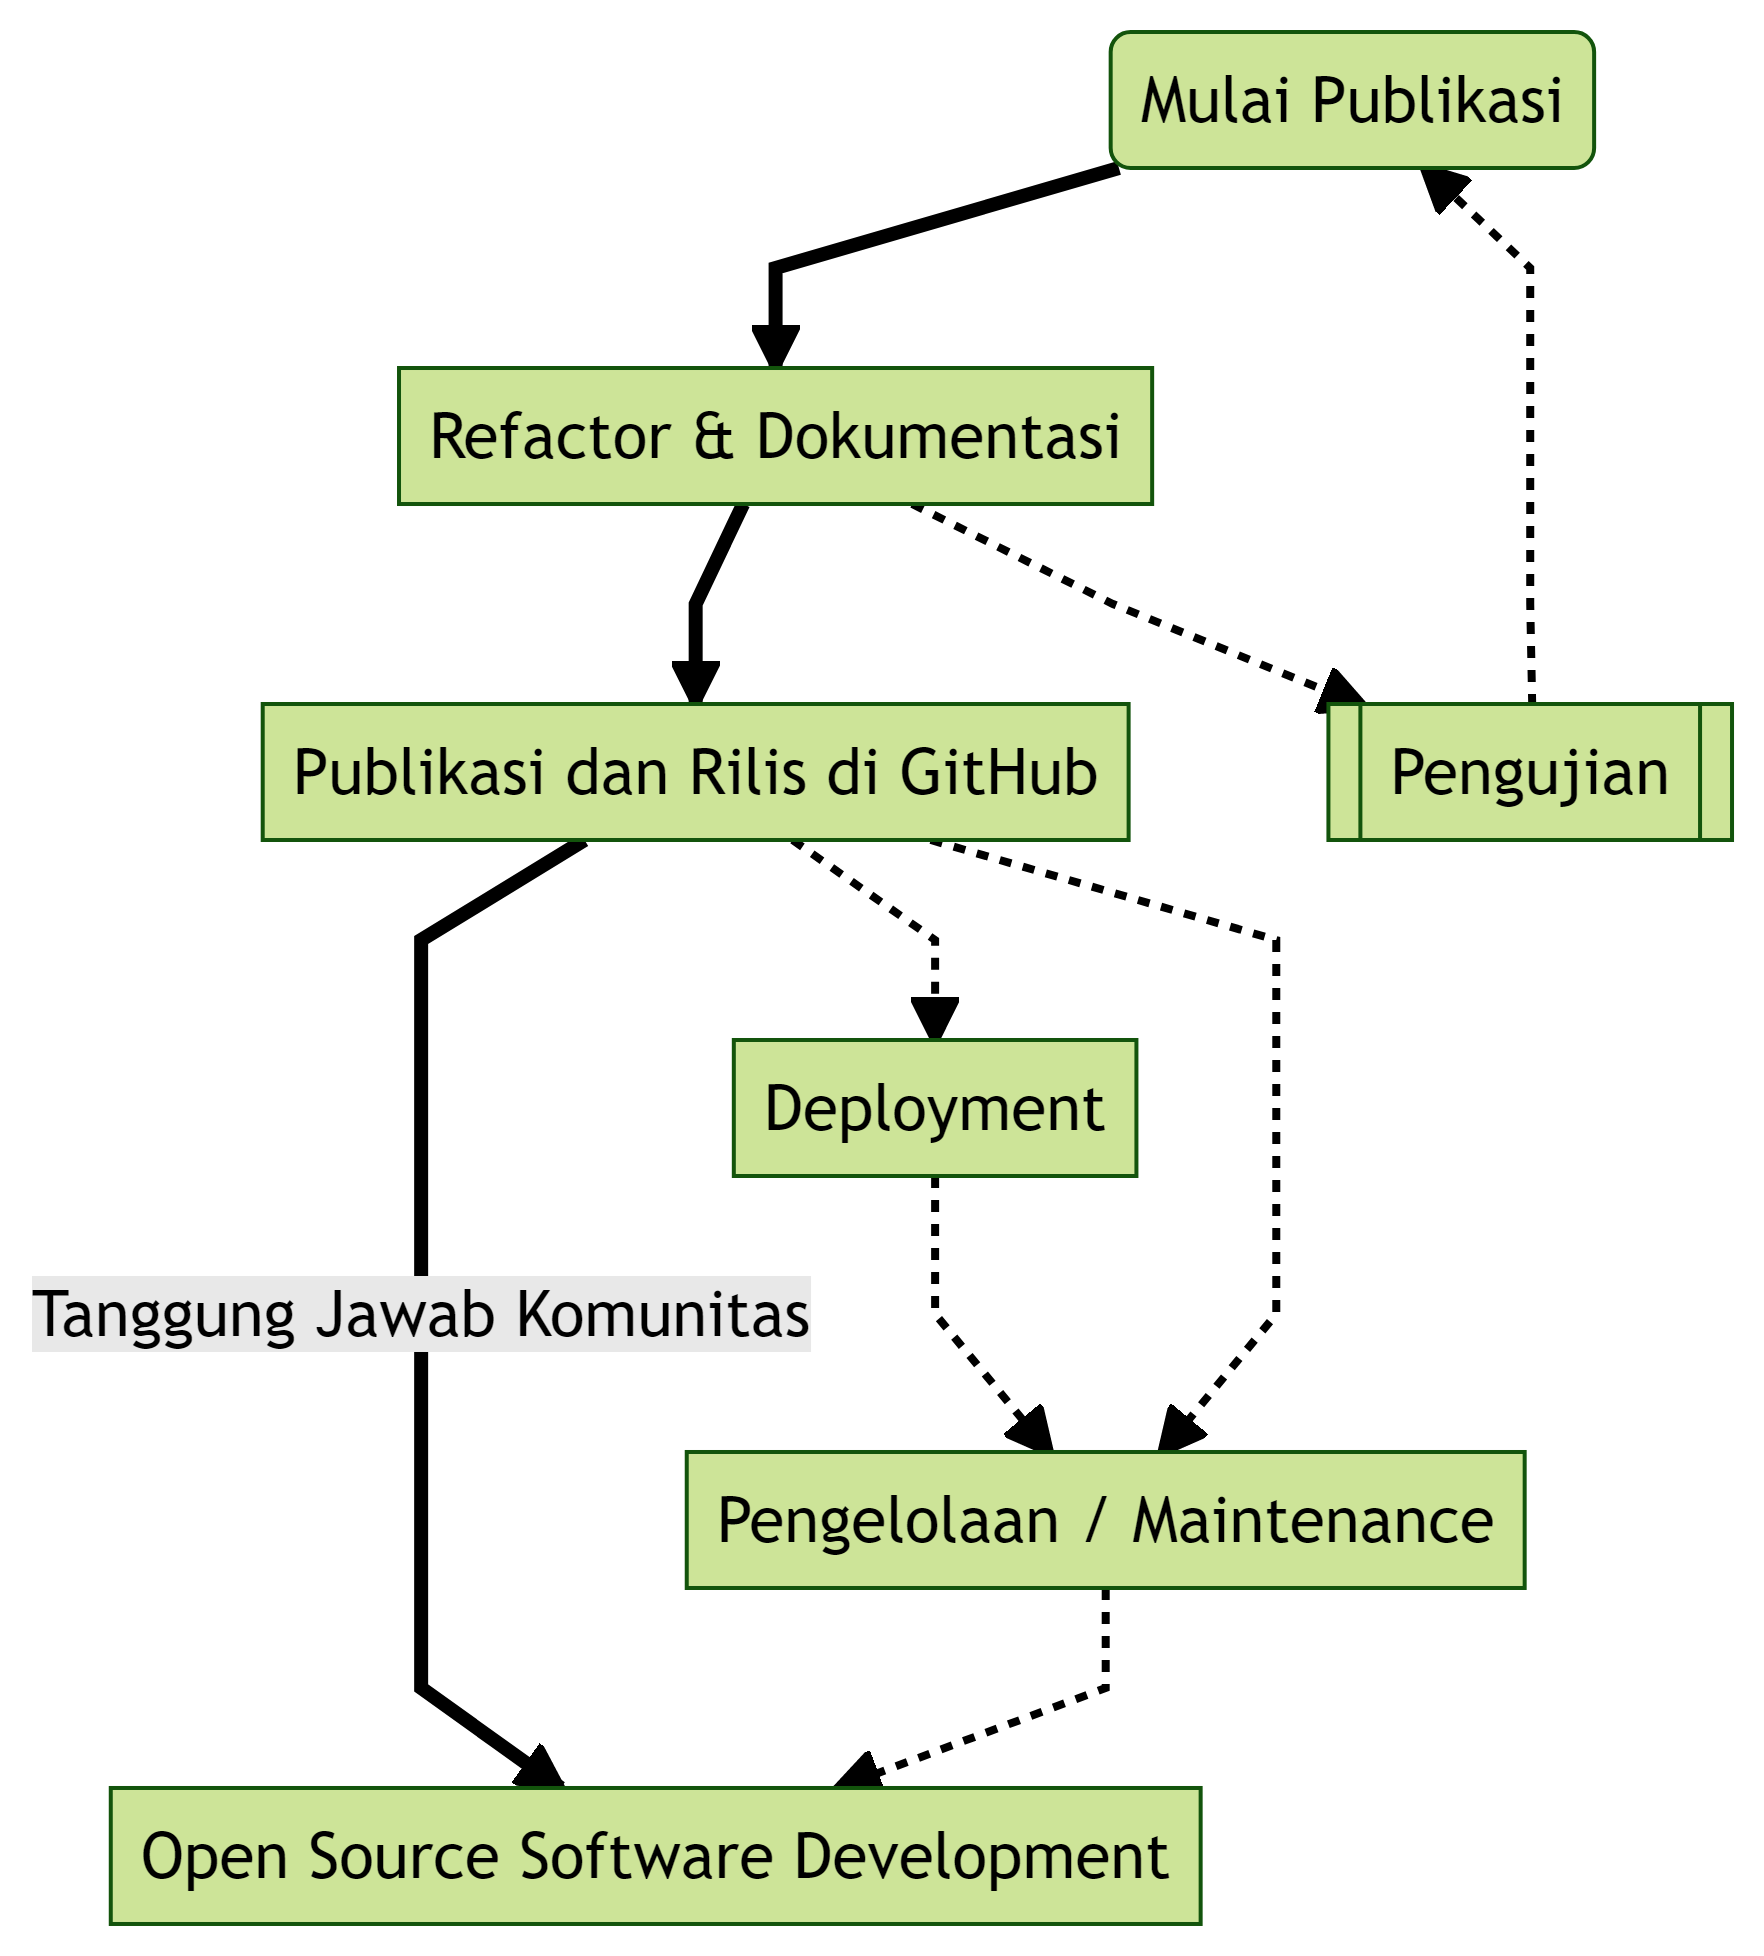 Mulai Publikasi
Refactor & Dokumentasi
Publikasi dan Rilis di GitHub
Pengujian
Deployment
Tanggung Jawab Komunitas
Pengelolaan / Maintenance
Open Source Software Development